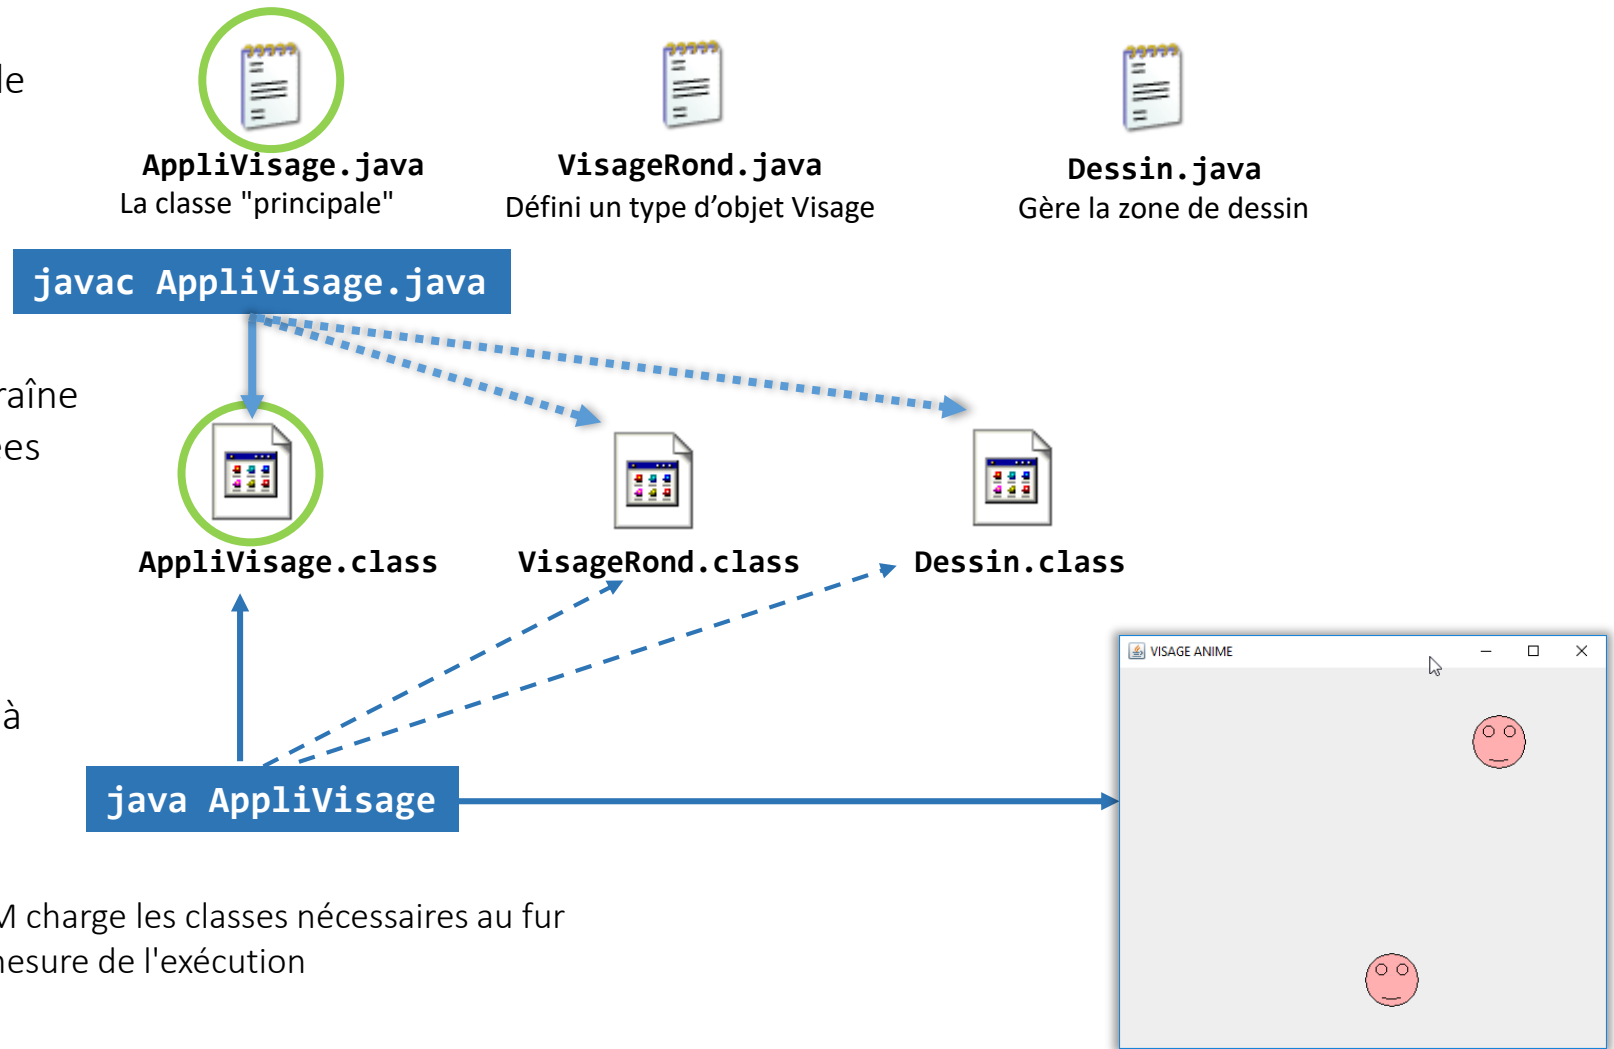 le
AppliVisage.java
La classe "principale"
VisageRond.java
Défini un type d’objet Visage
Dessin.java
Gère la zone de dessin
javac AppliVisage.java
raîne
ées
AppliVisage.class
VisageRond.class
Dessin.class
à
java AppliVisage
VISAGE ANIME
M charge les classes nécessaires au fur
mesure de l'exécution